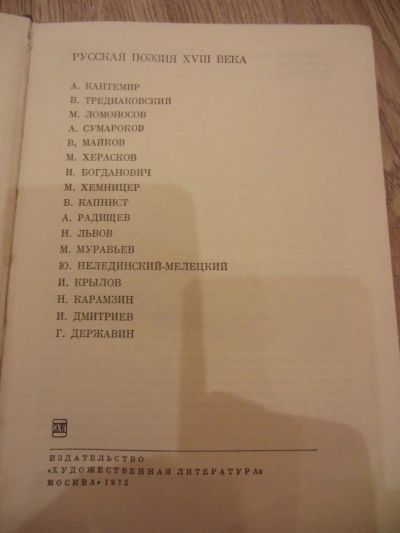 РУССКАЯ ПОЭЗИЯ XVIII ВЕКА
А. КАНТЕМИР
В. ТРЕДИАКОВСКИЙ
М. ЛОМОНОСОВ
А. СУМАРОКОВ
В. МАЙКОВ
М. ХЕРАСКОВ
И. БОГДАНОВИЧ
М. ХЕМНИЦЕР
В. КАПНИСТ
А. РАДИЩЕВ
Н. ЛЬВОВ
М. МУРАВЬЕВ
Ю. НЕЛЕДИНСКИЙ-МЕЛЕЦКИЙ
И. КРЫЛОВ
Н. КАРАМЗИН
И. ДМИТРИЕВ
Г. ДЕРЖАВИН
ИЗДАТЕЛЬСТВО
«ХУДОЖЕСТВЕННАЯ ЛИТЕРАТУРА»
МОСКВА • 1972